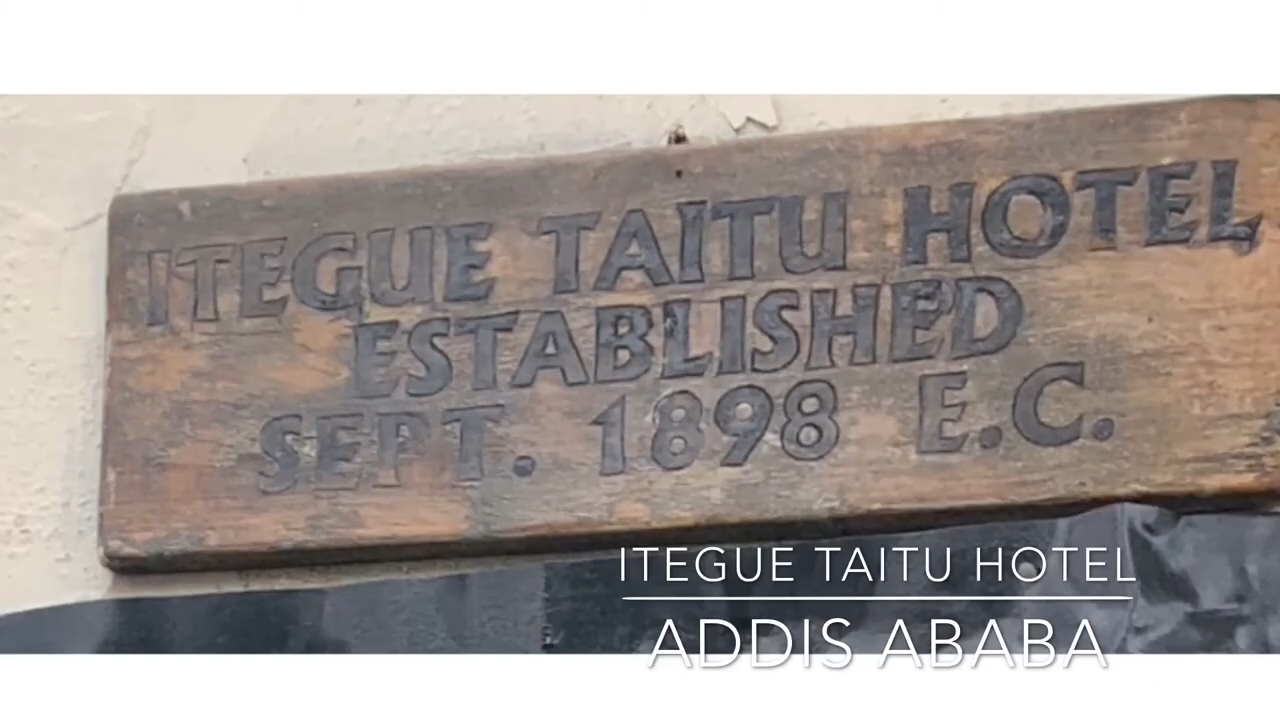 ITEGUE TAITU HOTEL
ESTABLISHED
SEPT. 1898 E.C.
ITEGUE TAITU HOTEL
ADDIS ABABA